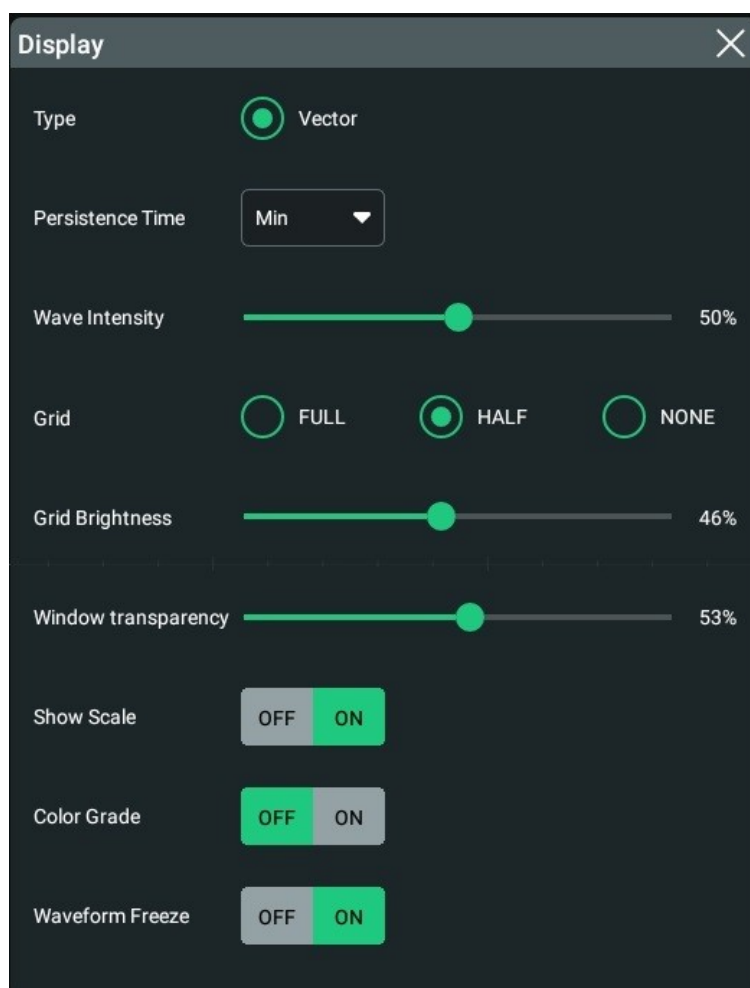 Display
Type Vector
Persistence Time Min
Wave Intensity 50%
Grid FULL HALF NONE
Grid Brightness 46%
Window transparency 53%
Show Scale OFF ON
Color Grade OFF ON
Waveform Freeze OFF ON